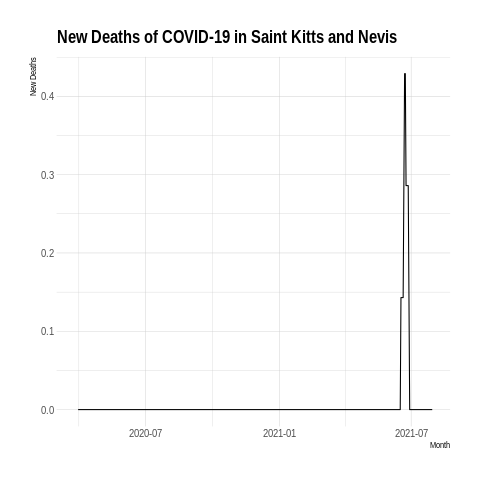 New Deaths of COVID-19 in Saint Kitts and Nevis
New Deaths
0.4
0.3
0.2
0.1
0.0
2020-07
2021-01
2021-07
Month